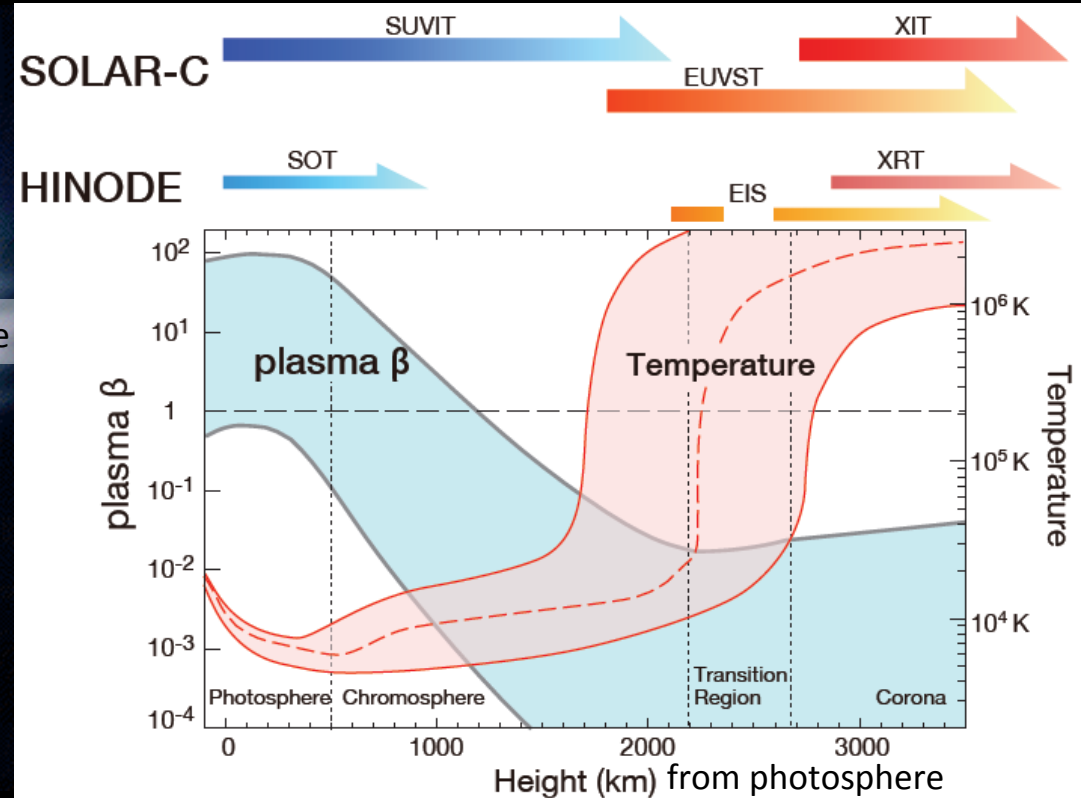 SUVIT
XIT
SOLAR-C
EUVST
SOT
XRT
HINODE
EIS
10²
10⁶ K
e
10¹
plasma β
Temperature
plasma β
1
Temperature
10⁵ K
10⁻¹
10⁻²
10⁴ K
10⁻³
Photosphere
Chromosphere
Transition
Region
Corona
10⁻⁴
0
1000
2000
3000
Height (km) from photosphere